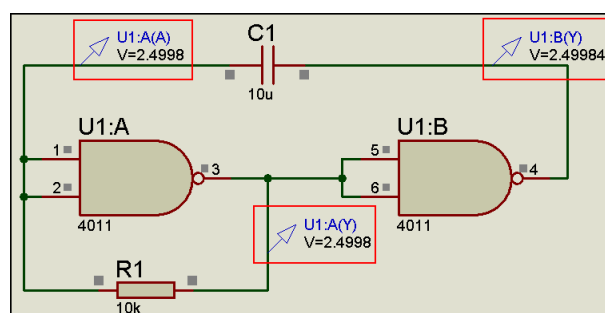 U1:A(A)
V=2.4998
C1
10u
U1:B(Y)
V=2.49984
U1:A
1
2
3
4011
U1:B
5
6
4
4011
U1:A(Y)
V=2.4998
R1
10k